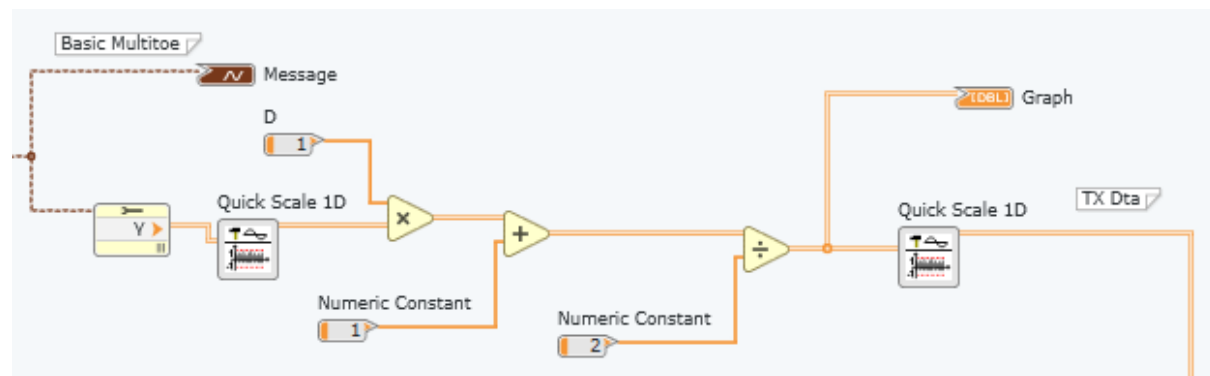 Basic Multitoe
Message
D
1
Y
Quick Scale 1D
×
+
Numeric Constant
1
÷
Numeric Constant
2
[DBL]
Graph
Quick Scale 1D
TX Dta